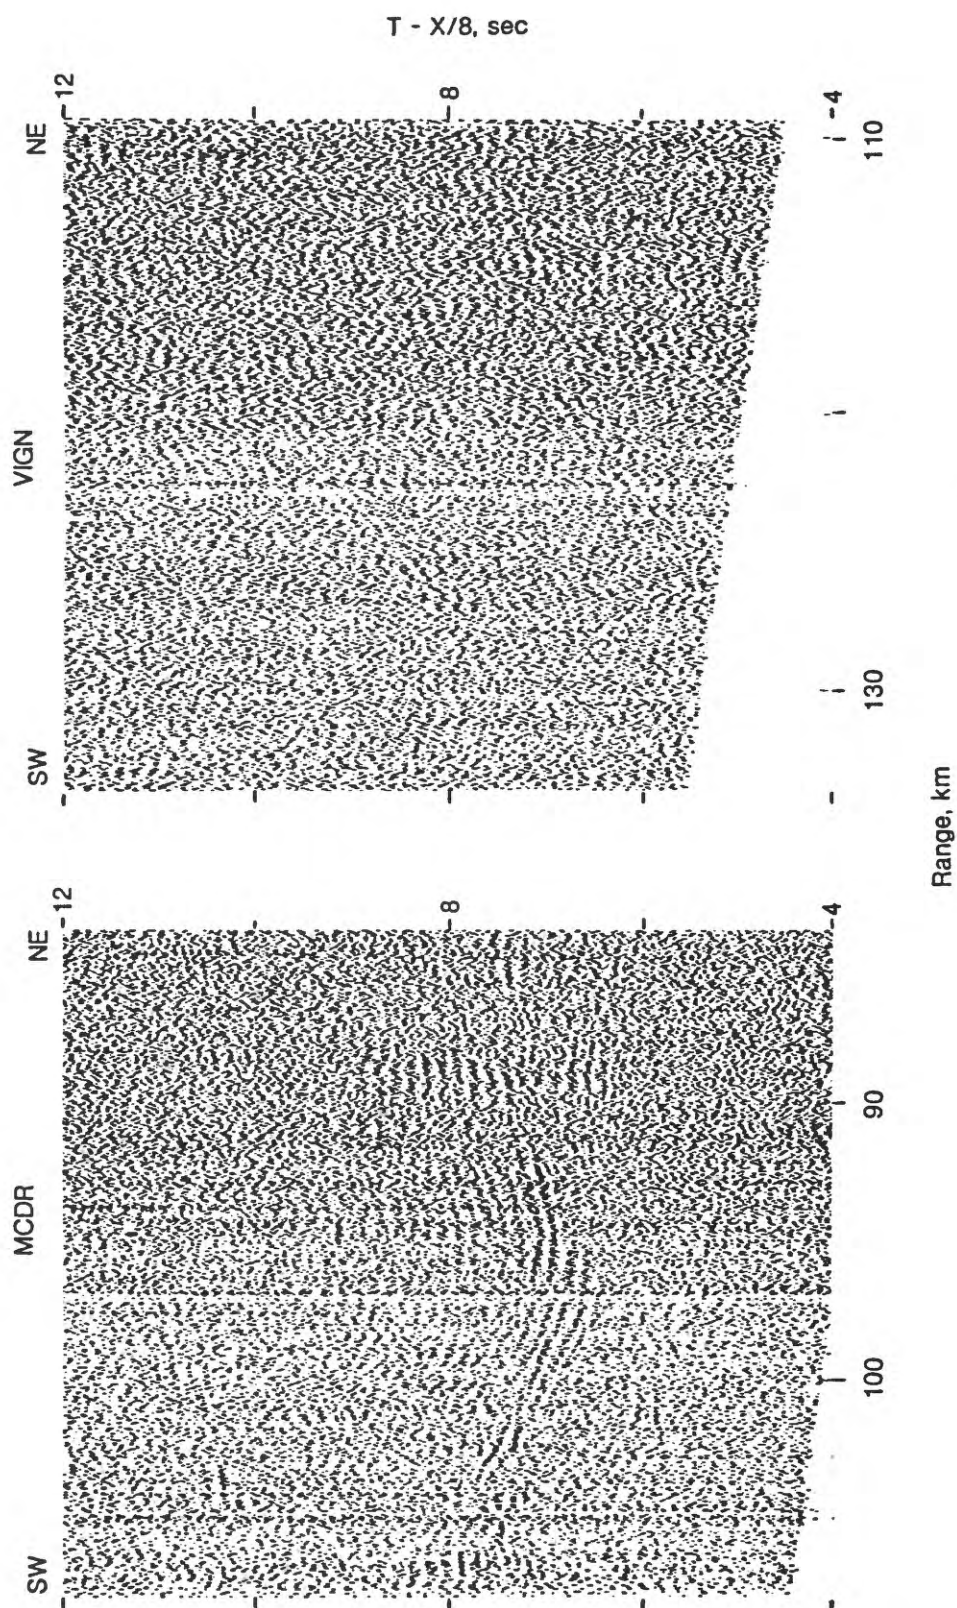 T - X/8, sec
-12
-8
-4
NE
VIGN
SW
110
130
Range, km
-12
-8
-4
NE
MCDR
SW
90
100